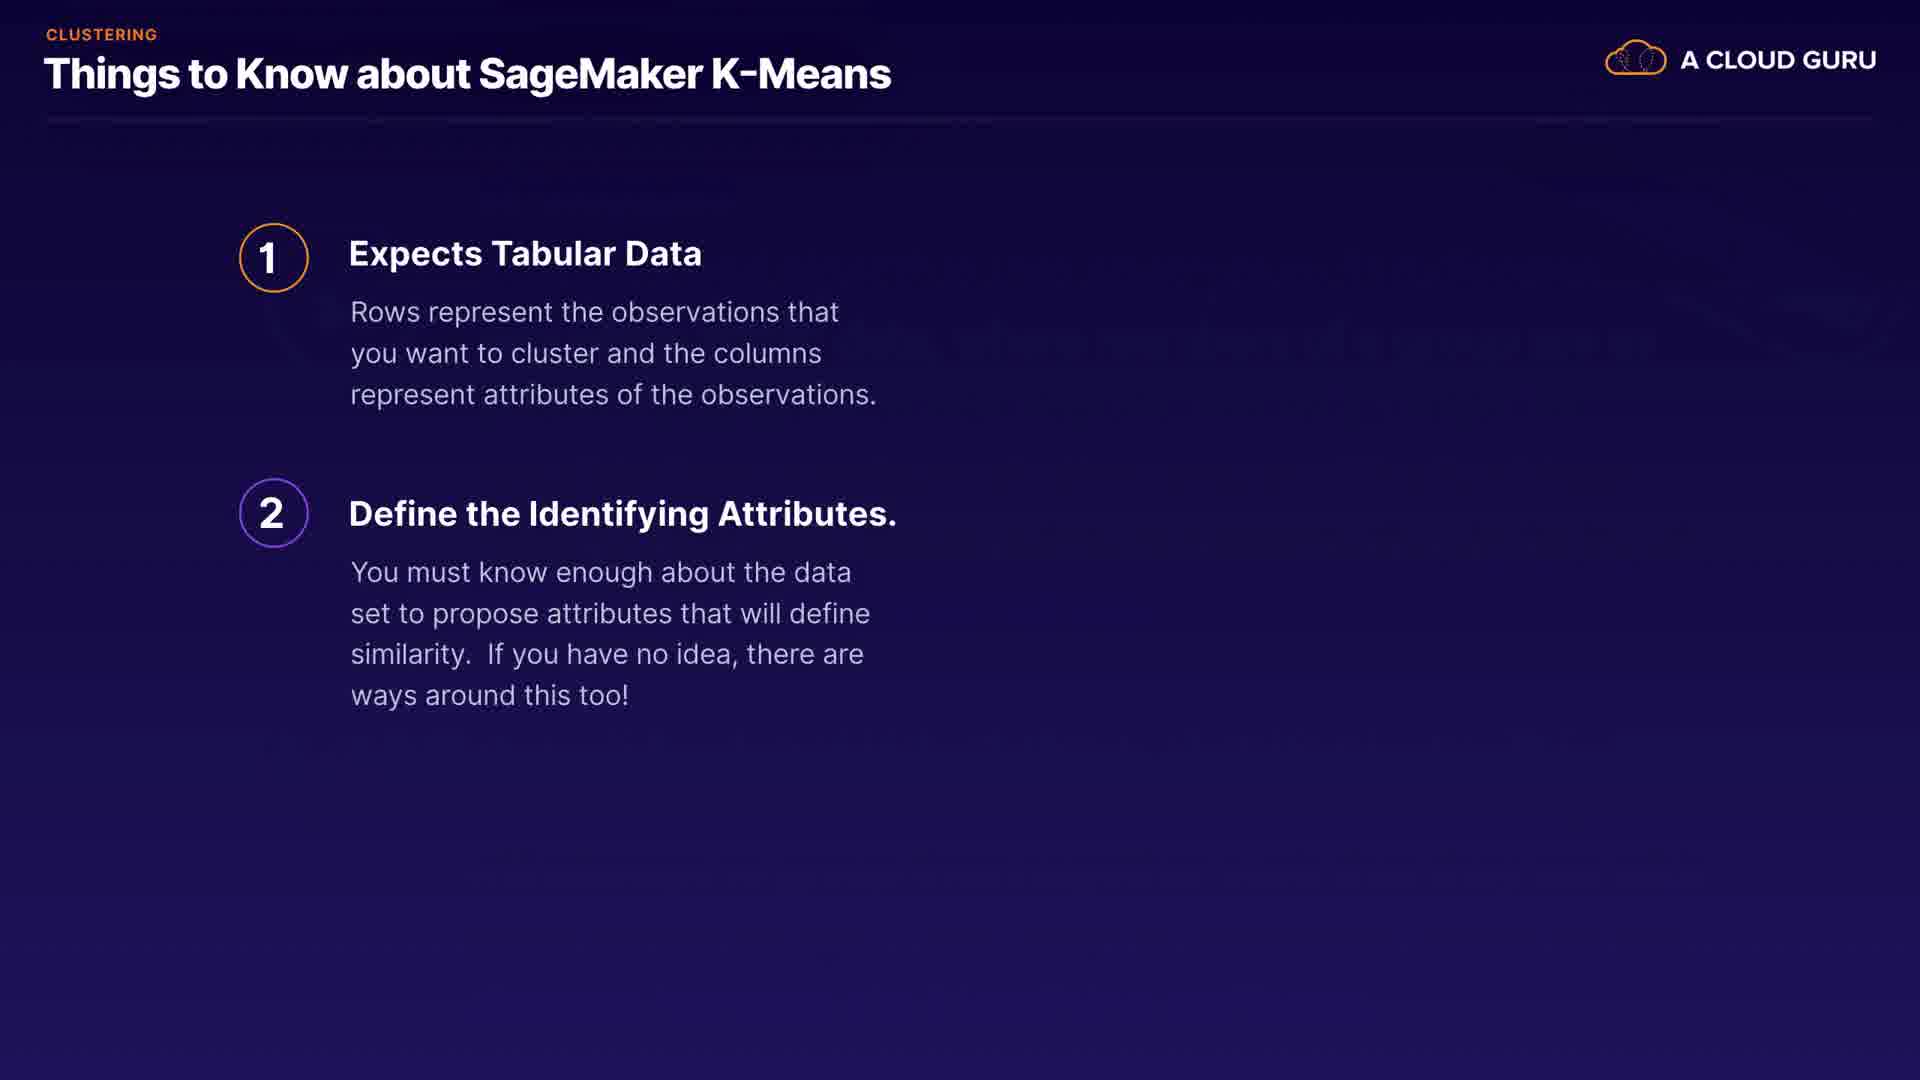 CLUSTERING
Things to Know about SageMaker K-Means
A CLOUD GURU
1
Expects Tabular Data
Rows represent the observations that
you want to cluster and the columns
represent attributes of the observations.
2
Define the Identifying Attributes.
You must know enough about the data
set to propose attributes that will define
similarity.  If you have no idea, there are
ways around this too!